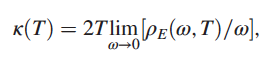 κ(T) = 2T lim[ρ_E(ω, T)/ω],
ω→0